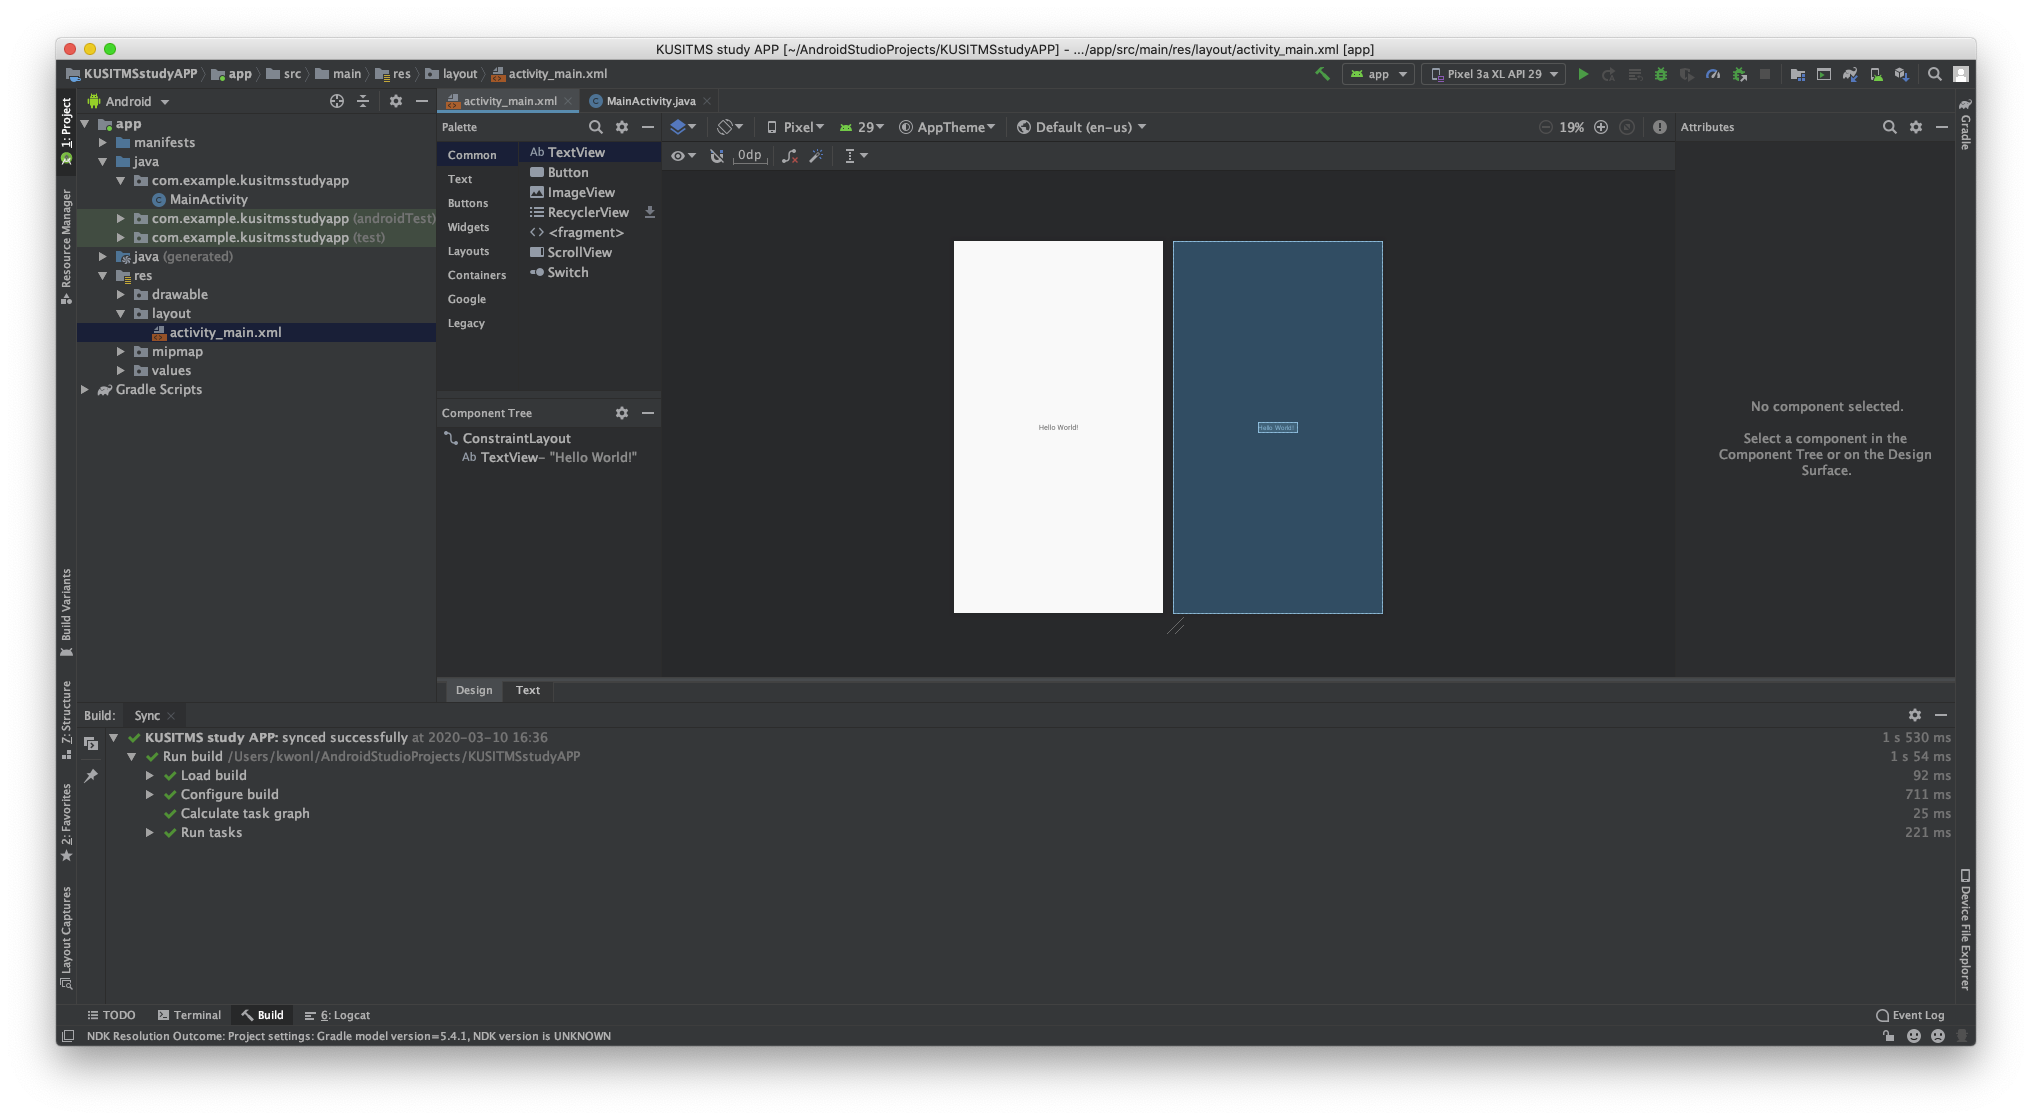 KUSITMS study APP [~/AndroidStudioProjects/KUSITMSstudyAPP] - .../app/src/main/res/layout/activity_main.xml [app]
KUSITMSstudyAPP app src main res layout activity_main.xml app Pixel 3a XL API 29
1: Project
Resource Manager
Build Variants
Z: Structure
2: Favorites
Layout Captures
Android
app
manifests
java
com.example.kusitmsstudyapp
MainActivity
com.example.kusitmsstudyapp (androidTest)
com.example.kusitmsstudyapp (test)
java (generated)
res
drawable
layout
activity_main.xml
mipmap
values
Gradle Scripts
activity_main.xml MainActivity.java
Palette
Common
Text
Buttons
Widgets
Layouts
Containers
Google
Legacy
Ab TextView
Button
ImageView
RecyclerView
<fragment>
ScrollView
Switch
Component Tree
ConstraintLayout
Ab TextView- "Hello World!"
Pixel 29 AppTheme Default (en-us) 19%
0dp
Hello World!
Hello World!
Design Text
Attributes
No component selected.
Select a component in the
Component Tree or on the Design
Surface.
Gradle
Device File Explorer
Build: Sync
KUSITMS study APP: synced successfully at 2020-03-10 16:36 1 s 530 ms
Run build /Users/kwonl/AndroidStudioProjects/KUSITMSstudyAPP 1 s 54 ms
Load build 92 ms
Configure build 711 ms
Calculate task graph 25 ms
Run tasks 221 ms
TODO Terminal Build 6: Logcat Event Log
NDK Resolution Outcome: Project settings: Gradle model version=5.4.1, NDK version is UNKNOWN